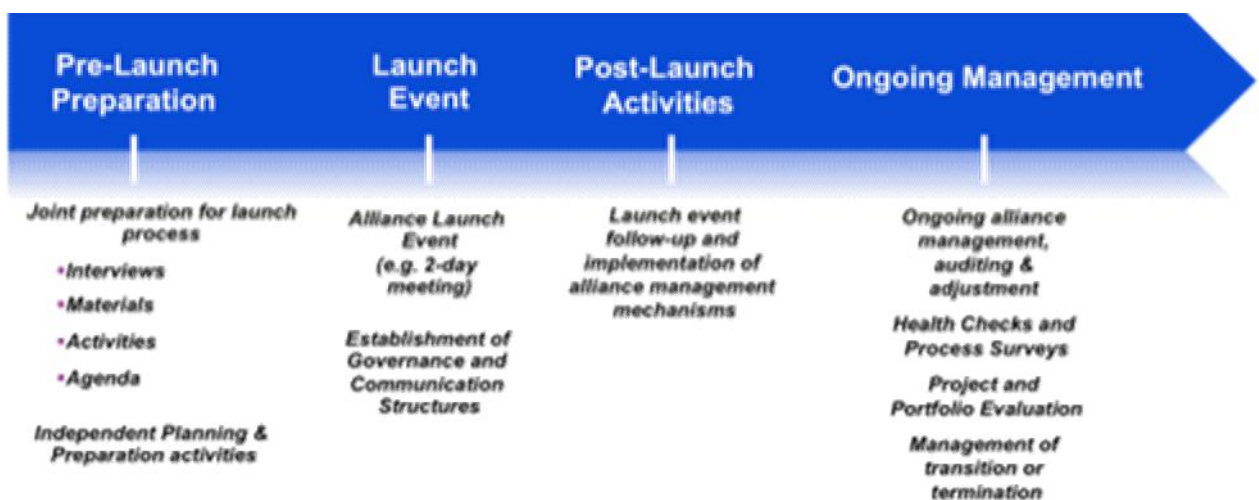 Pre-Launch
Preparation
Launch
Event
Post-Launch
Activities
Ongoing Management
Joint preparation for launch
process
▪Interviews
▪Materials
▪Activities
▪Agenda
Independent Planning &
Preparation activities
Alliance Launch
Event
(e.g. 2-day
meeting)
Establishment of
Governance and
Communication
Structures
Launch event
follow-up and
implementation of
alliance management
mechanisms
Ongoing alliance
management,
auditing &
adjustment
Health Checks and
Process Surveys
Project and
Portfolio Evaluation
Management of
transition or
termination